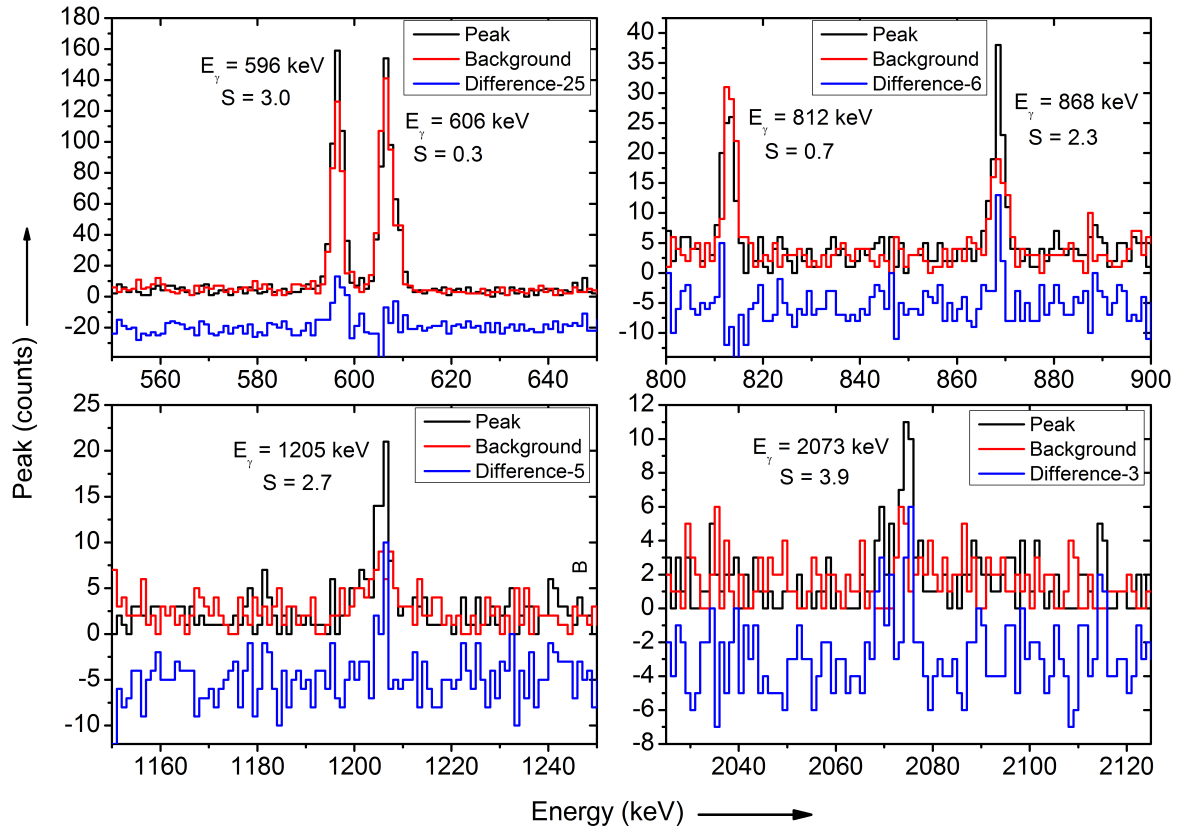 180
160
140
120
100
80
60
40
20
0
-20
560
580
600
620
640
Peak
Background
Difference-25
Eγ = 596 keV
S = 3.0
Eγ = 606 keV
S = 0.3
40
35
30
25
20
15
10
5
0
-5
-10
800
820
840
860
880
900
Peak
Background
Difference-6
Eγ = 812 keV
S = 0.7
Eγ = 868 keV
S = 2.3
25
20
15
10
5
0
-5
-10
1160
1180
1200
1220
1240
Peak
Background
Difference-5
Eγ = 1205 keV
S = 2.7
B
12
10
8
6
4
2
0
-2
-4
-6
-8
2040
2060
2080
2100
2120
Peak
Background
Difference-3
Eγ = 2073 keV
S = 3.9
Peak (counts)
Energy (keV)